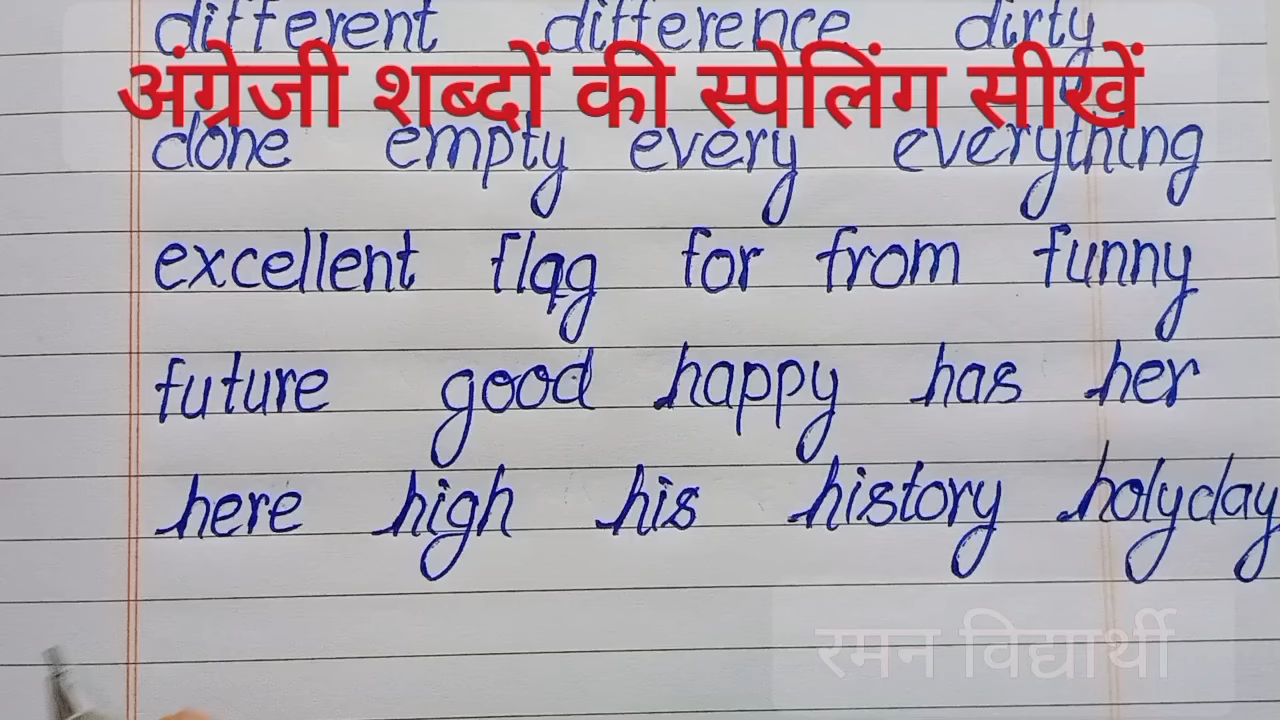 different difference dirty
अंग्रेजी शब्दों की स्पेलिंग सीखें
done empty every everything
excellent flag for from funny
future good happy has her
here high his history holyday
रमन विद्यार्थी